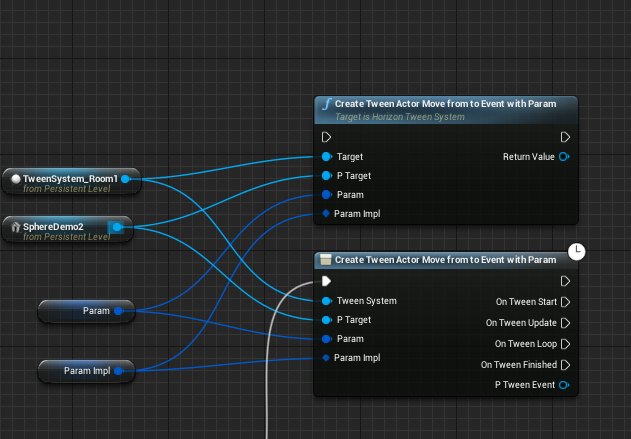 Create Tween Actor Move from to Event with Param
Target is Horizon Tween System
Target
Return Value
P Target
Param
Param Impl
TweenSystem_Room1
from Persistent Level
SphereDemo2
from Persistent Level
Param
Param Impl
Create Tween Actor Move from to Event with Param
Tween System
On Tween Start
P Target
On Tween Update
Param
On Tween Loop
Param Impl
On Tween Finished
P Tween Event